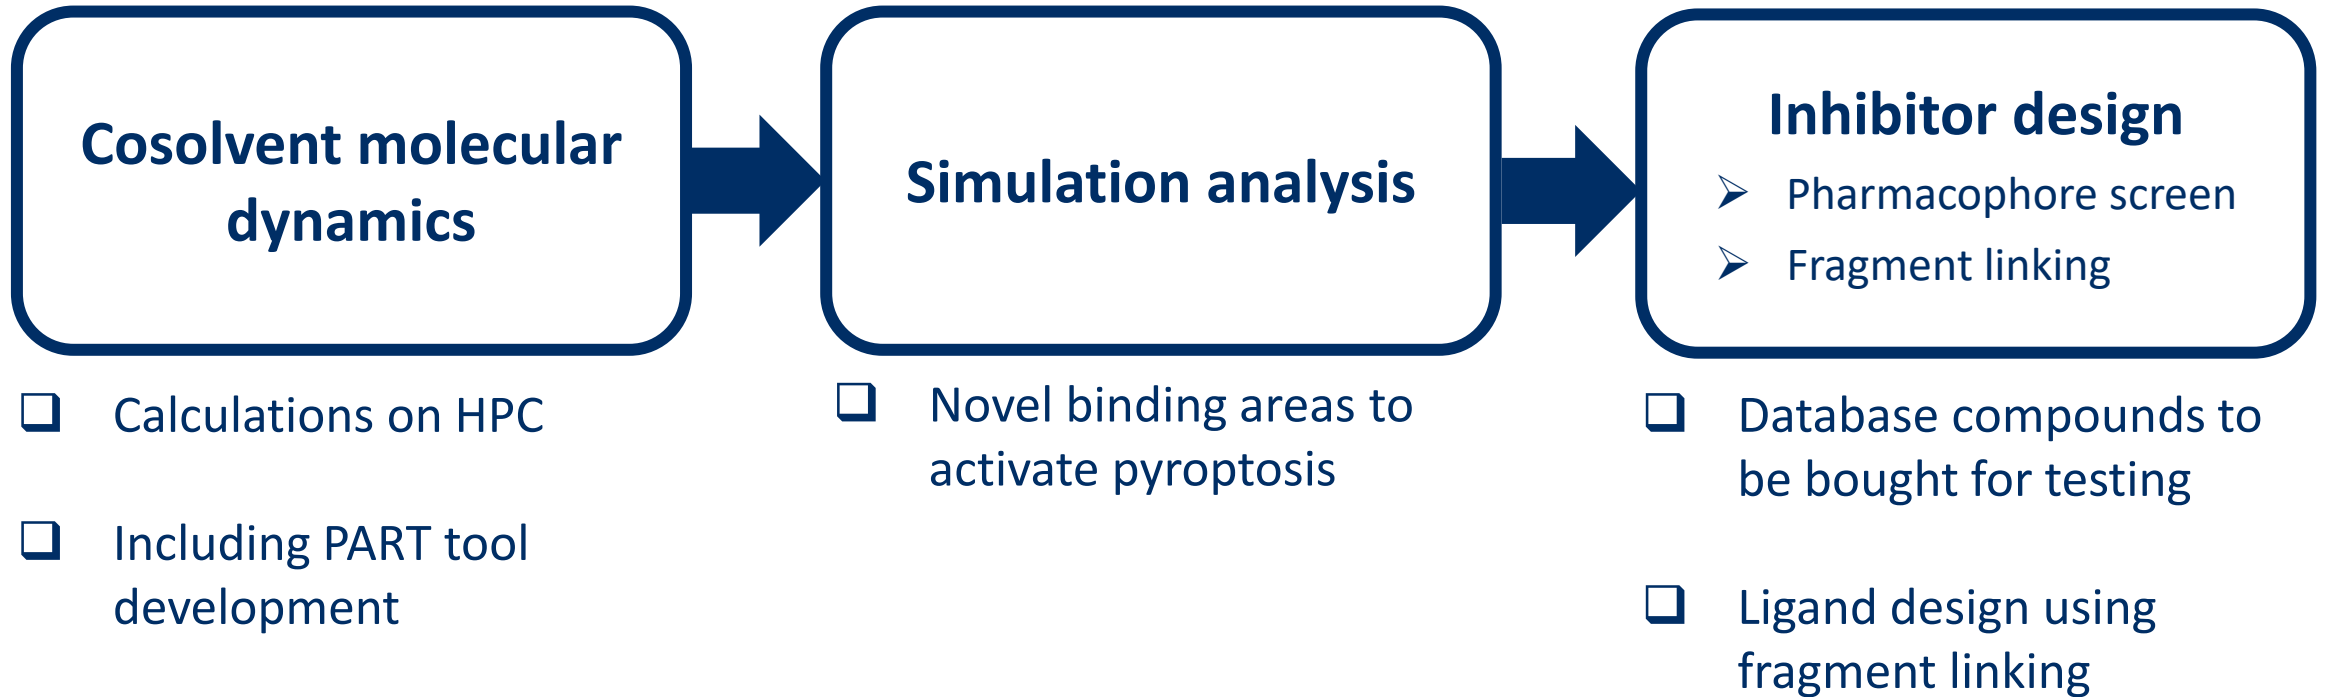 Cosolvent molecular
dynamics
Calculations on HPC
Including PART tool
development
Simulation analysis
Novel binding areas to
activate pyroptosis
Inhibitor design
Pharmacophore screen
Fragment linking
Database compounds to
be bought for testing
Ligand design using
fragment linking